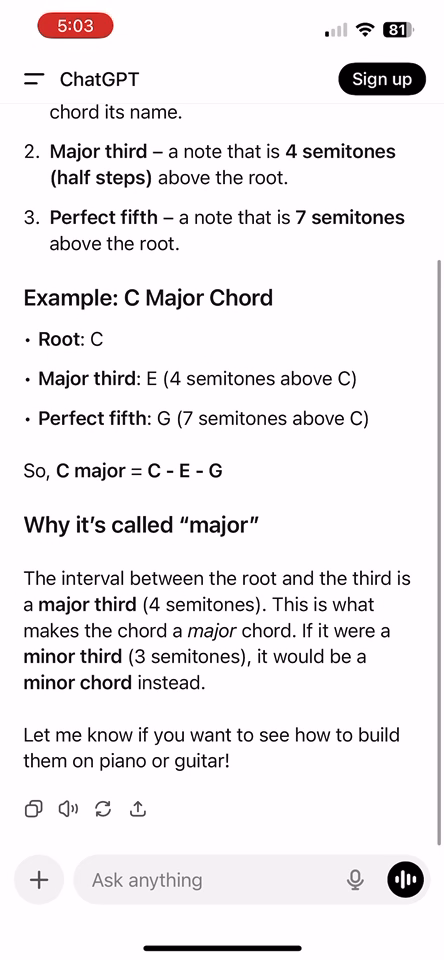 5:03
81
ChatGPT
Sign up
chord its name.
2. Major third – a note that is 4 semitones
(half steps) above the root.
3. Perfect fifth – a note that is 7 semitones
above the root.
Example: C Major Chord
• Root: C
• Major third: E (4 semitones above C)
• Perfect fifth: G (7 semitones above C)
So, C major = C - E - G
Why it's called “major”
The interval between the root and the third is
a major third (4 semitones). This is what
makes the chord a major chord. If it were a
minor third (3 semitones), it would be a
minor chord instead.
Let me know if you want to see how to build
them on piano or guitar!
Ask anything